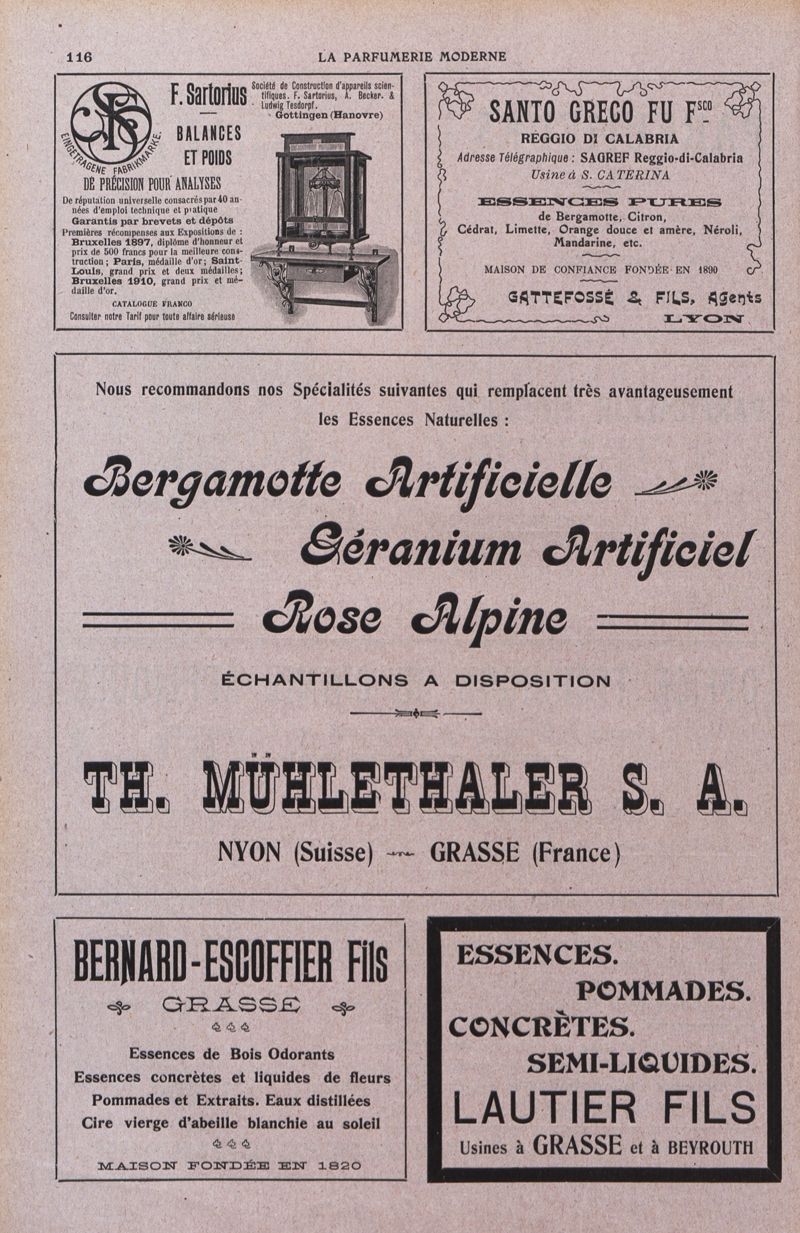 116
LA PARFUMERIE MODERNE
EINGETRAGENE FABRIKMARKE.
F. Sartorius
Société de Construction d'appareils scien-
tifiques. F. Sartorius, A. Becker. &
Ludwig Tesdorpf.
Gottingen (Hanovre)
BALANCES
ET POIDS
DE PRÉCISION POUR ANALYSES
De réputation universelle consacrés par 40 an-
nées d'emploi technique et pratique
Garantis par brevets et dépôts
Premières récompenses aux Expositions de :
Bruxelles 1897, diplôme d'honneur et
prix de 500 francs pour la meilleure cons-
truction ; Paris, médaille d'or ; Saint-
Louis, grand prix et deux médailles ;
Bruxelles 1910, grand prix et mé-
daille d'or.
CATALOGUE FRANCO
Consulter notre Tarif pour toute affaire sérieuse
SANTO GRECO FU Fsco
REGGIO DI CALABRIA
Adresse Télégraphique : SAGREF Reggio-di-Calabria
Usine à S. CATERINA
ESSENCES PURES
de Bergamotte, Citron,
Cédrat, Limette, Orange douce et amère, Néroli,
Mandarine, etc.
MAISON DE CONFIANCE FONDÉE EN 1890
GATTEFOSSÉ & FILS, Agents
LYON
Nous recommandons nos Spécialités suivantes qui remplacent très avantageusement
les Essences Naturelles :
Bergamotte Artificielle
Géranium Artificiel
Rose Alpine
ÉCHANTILLONS A DISPOSITION
TH. MÜHLETHALER S. A.
NYON (Suisse) — GRASSE (France)
BERNARD-ESCOFFIER Fils
GRASSE
Essences de Bois Odorants
Essences concrètes et liquides de fleurs
Pommades et Extraits. Eaux distillées
Cire vierge d'abeille blanchie au soleil
MAISON FONDÉE EN 1820
ESSENCES.
POMMADES.
CONCRÈTES.
SEMI-LIQUIDES.
LAUTIER FILS
Usines à GRASSE et à BEYROUTH